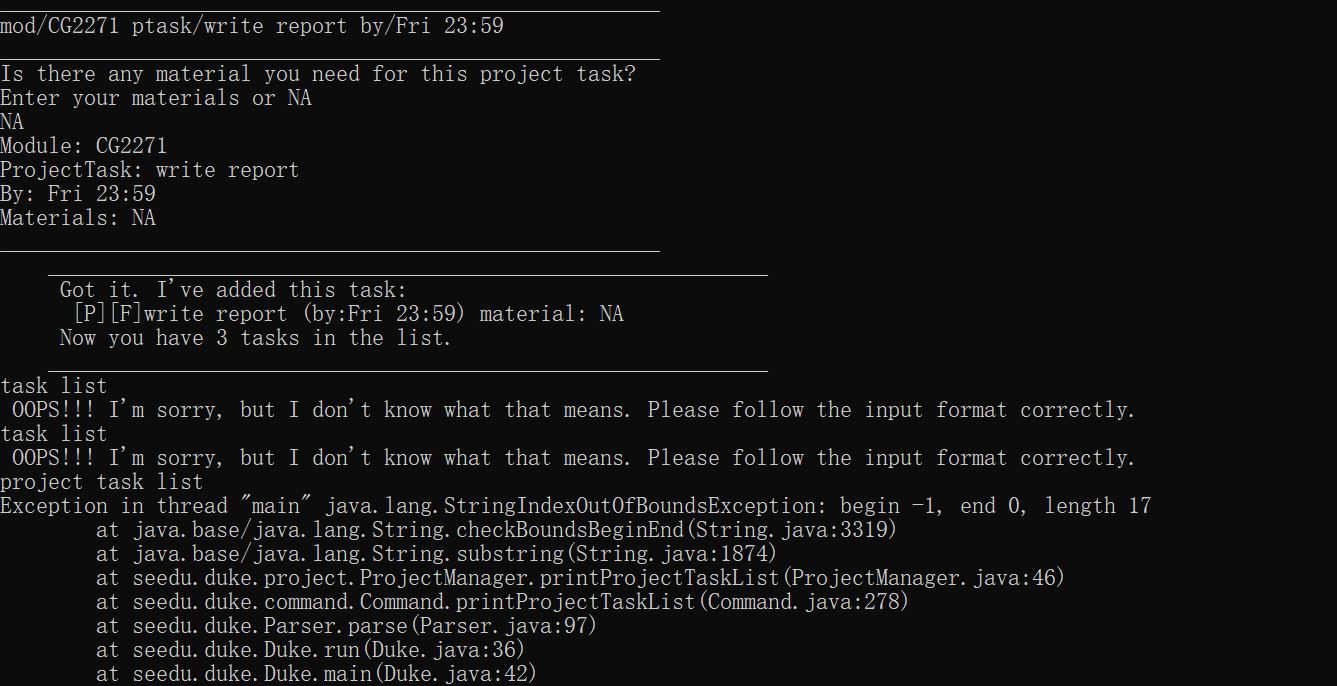 mod/CG2271 ptask/write report by/Fri 23:59
Is there any material you need for this project task?
Enter your materials or NA
NA
Module: CG2271
ProjectTask: write report
By: Fri 23:59
Materials: NA
Got it. I've added this task:
[P][F]write report (by:Fri 23:59) material: NA
Now you have 3 tasks in the list.
task list
OOPS!!! I'm sorry, but I don't know what that means. Please follow the input format correctly.
task list
OOPS!!! I'm sorry, but I don't know what that means. Please follow the input format correctly.
project task list
Exception in thread "main" java.lang.StringIndexOutOfBoundsException: begin -1, end 0, length 17
at java.base/java.lang.String.checkBoundsBeginEnd(String.java:3319)
at java.base/java.lang.String.substring(String.java:1874)
at seedu.duke.project.ProjectManager.printProjectTaskList(ProjectManager.java:46)
at seedu.duke.command.Command.printProjectTaskList(Command.java:278)
at seedu.duke.Parser.parse(Parser.java:97)
at seedu.duke.Duke.run(Duke.java:36)
at seedu.duke.Duke.main(Duke.java:42)